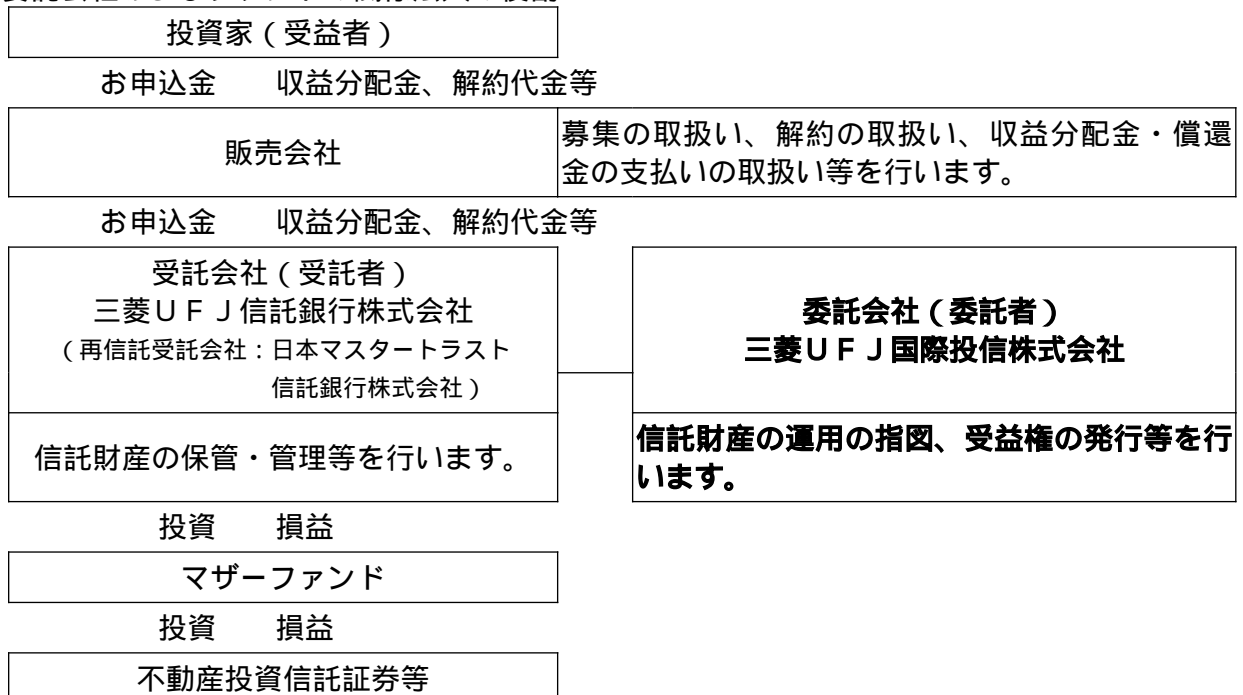 投資家(受益者)
お申込金 収益分配金、解約代金等
販売会社
募集の取扱い、解約の取扱い、収益分配金・償還
金の支払いの取扱い等を行います。
お申込金 収益分配金、解約代金等
受託会社(受託者)
三菱UFJ信託銀行株式会社
(再信託受託会社:日本マスタートラスト
信託銀行株式会社)
委託会社(委託者)
三菱UFJ国際投信株式会社
信託財産の保管・管理等を行います。
信託財産の運用の指図、受益権の発行等を行
います。
投資 損益
マザーファンド
投資 損益
不動産投資信託証券等